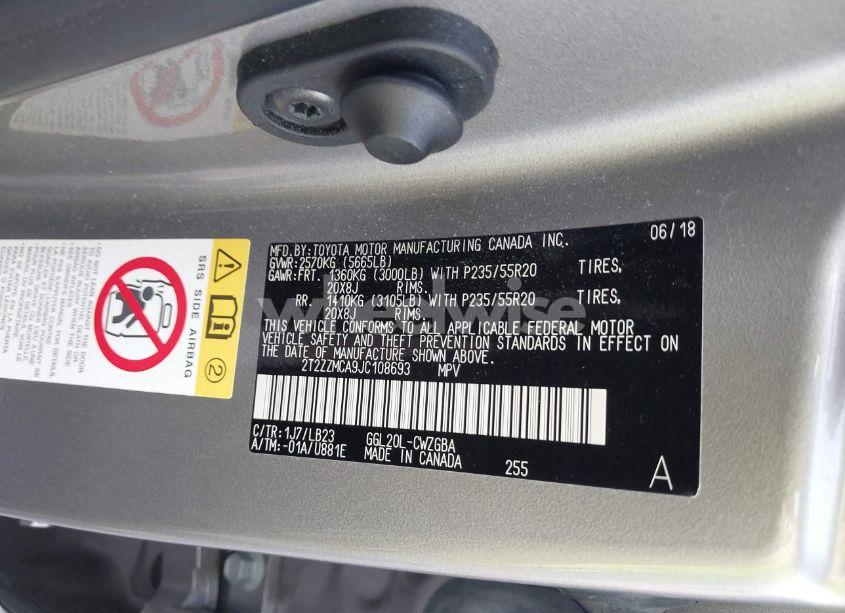 MFD.BY:TOYOTA MOTOR MANUFACTURING CANADA INC. 06/18
GVWR:2570KG (5665LB)
GAWR:FRT. 1360KG (3000LB) WITH P235/55R20 TIRES,
20X8J RIMS.
RR. 1410KG (3105LB) WITH P235/55R20 TIRES,
20X8J RIMS.
THIS VEHICLE CONFORMS TO ALL APPLICABLE FEDERAL MOTOR
VEHICLE SAFETY AND THEFT PREVENTION STANDARDS IN EFFECT ON
THE DATE OF MANUFACTURE SHOWN ABOVE.
2T2ZZMCA9JC108693 MPV
C/TR:1J7/LB23 GGL20L-CWZGBA
A/TM:-01A/U881E MADE IN CANADA 255 A
SRS SIDE AIRBAG 2